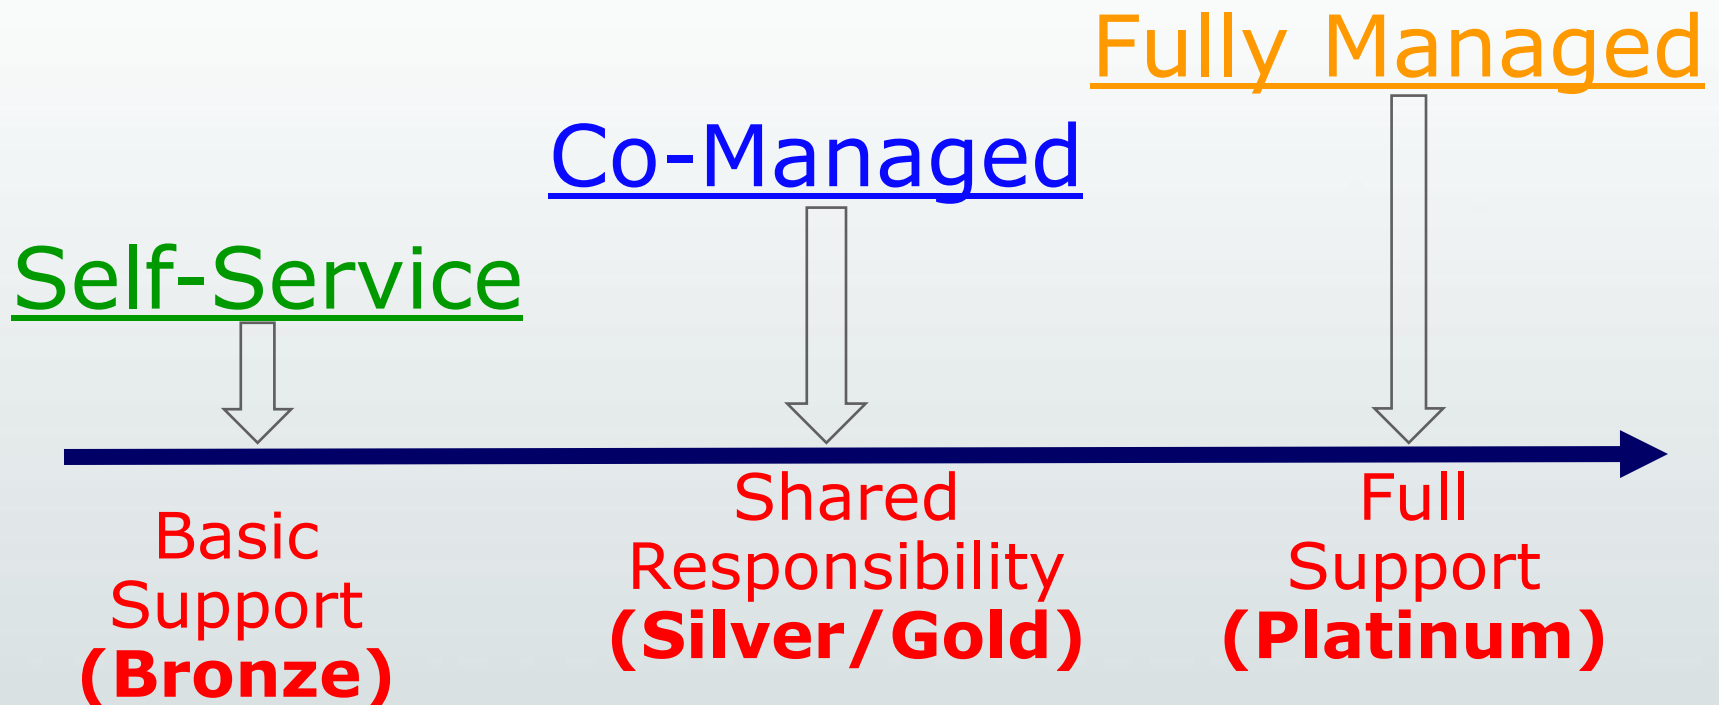 Fully Managed
Co-Managed
Self-Service
Basic
Support
(Bronze)
Shared
Responsibility
(Silver/Gold)
Full
Support
(Platinum)